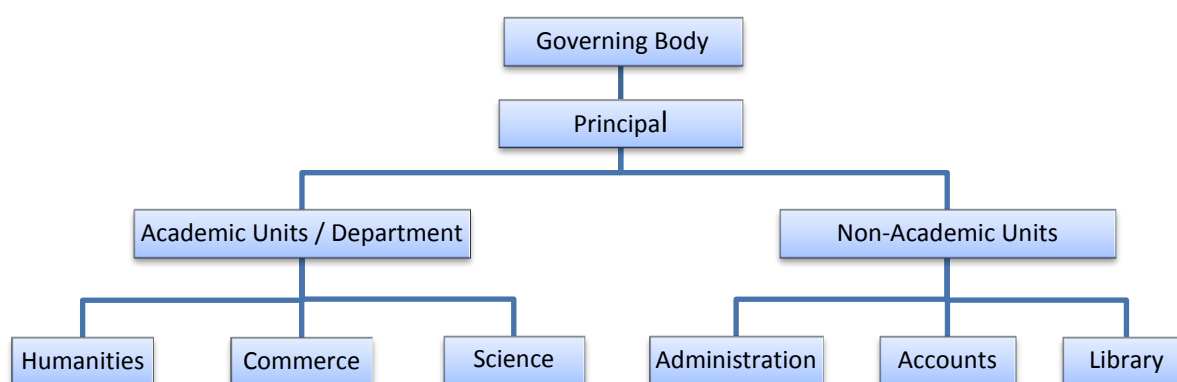 Governing Body
Principal
Academic Units / Department
Non-Academic Units
Humanities
Commerce
Science
Administration
Accounts
Library